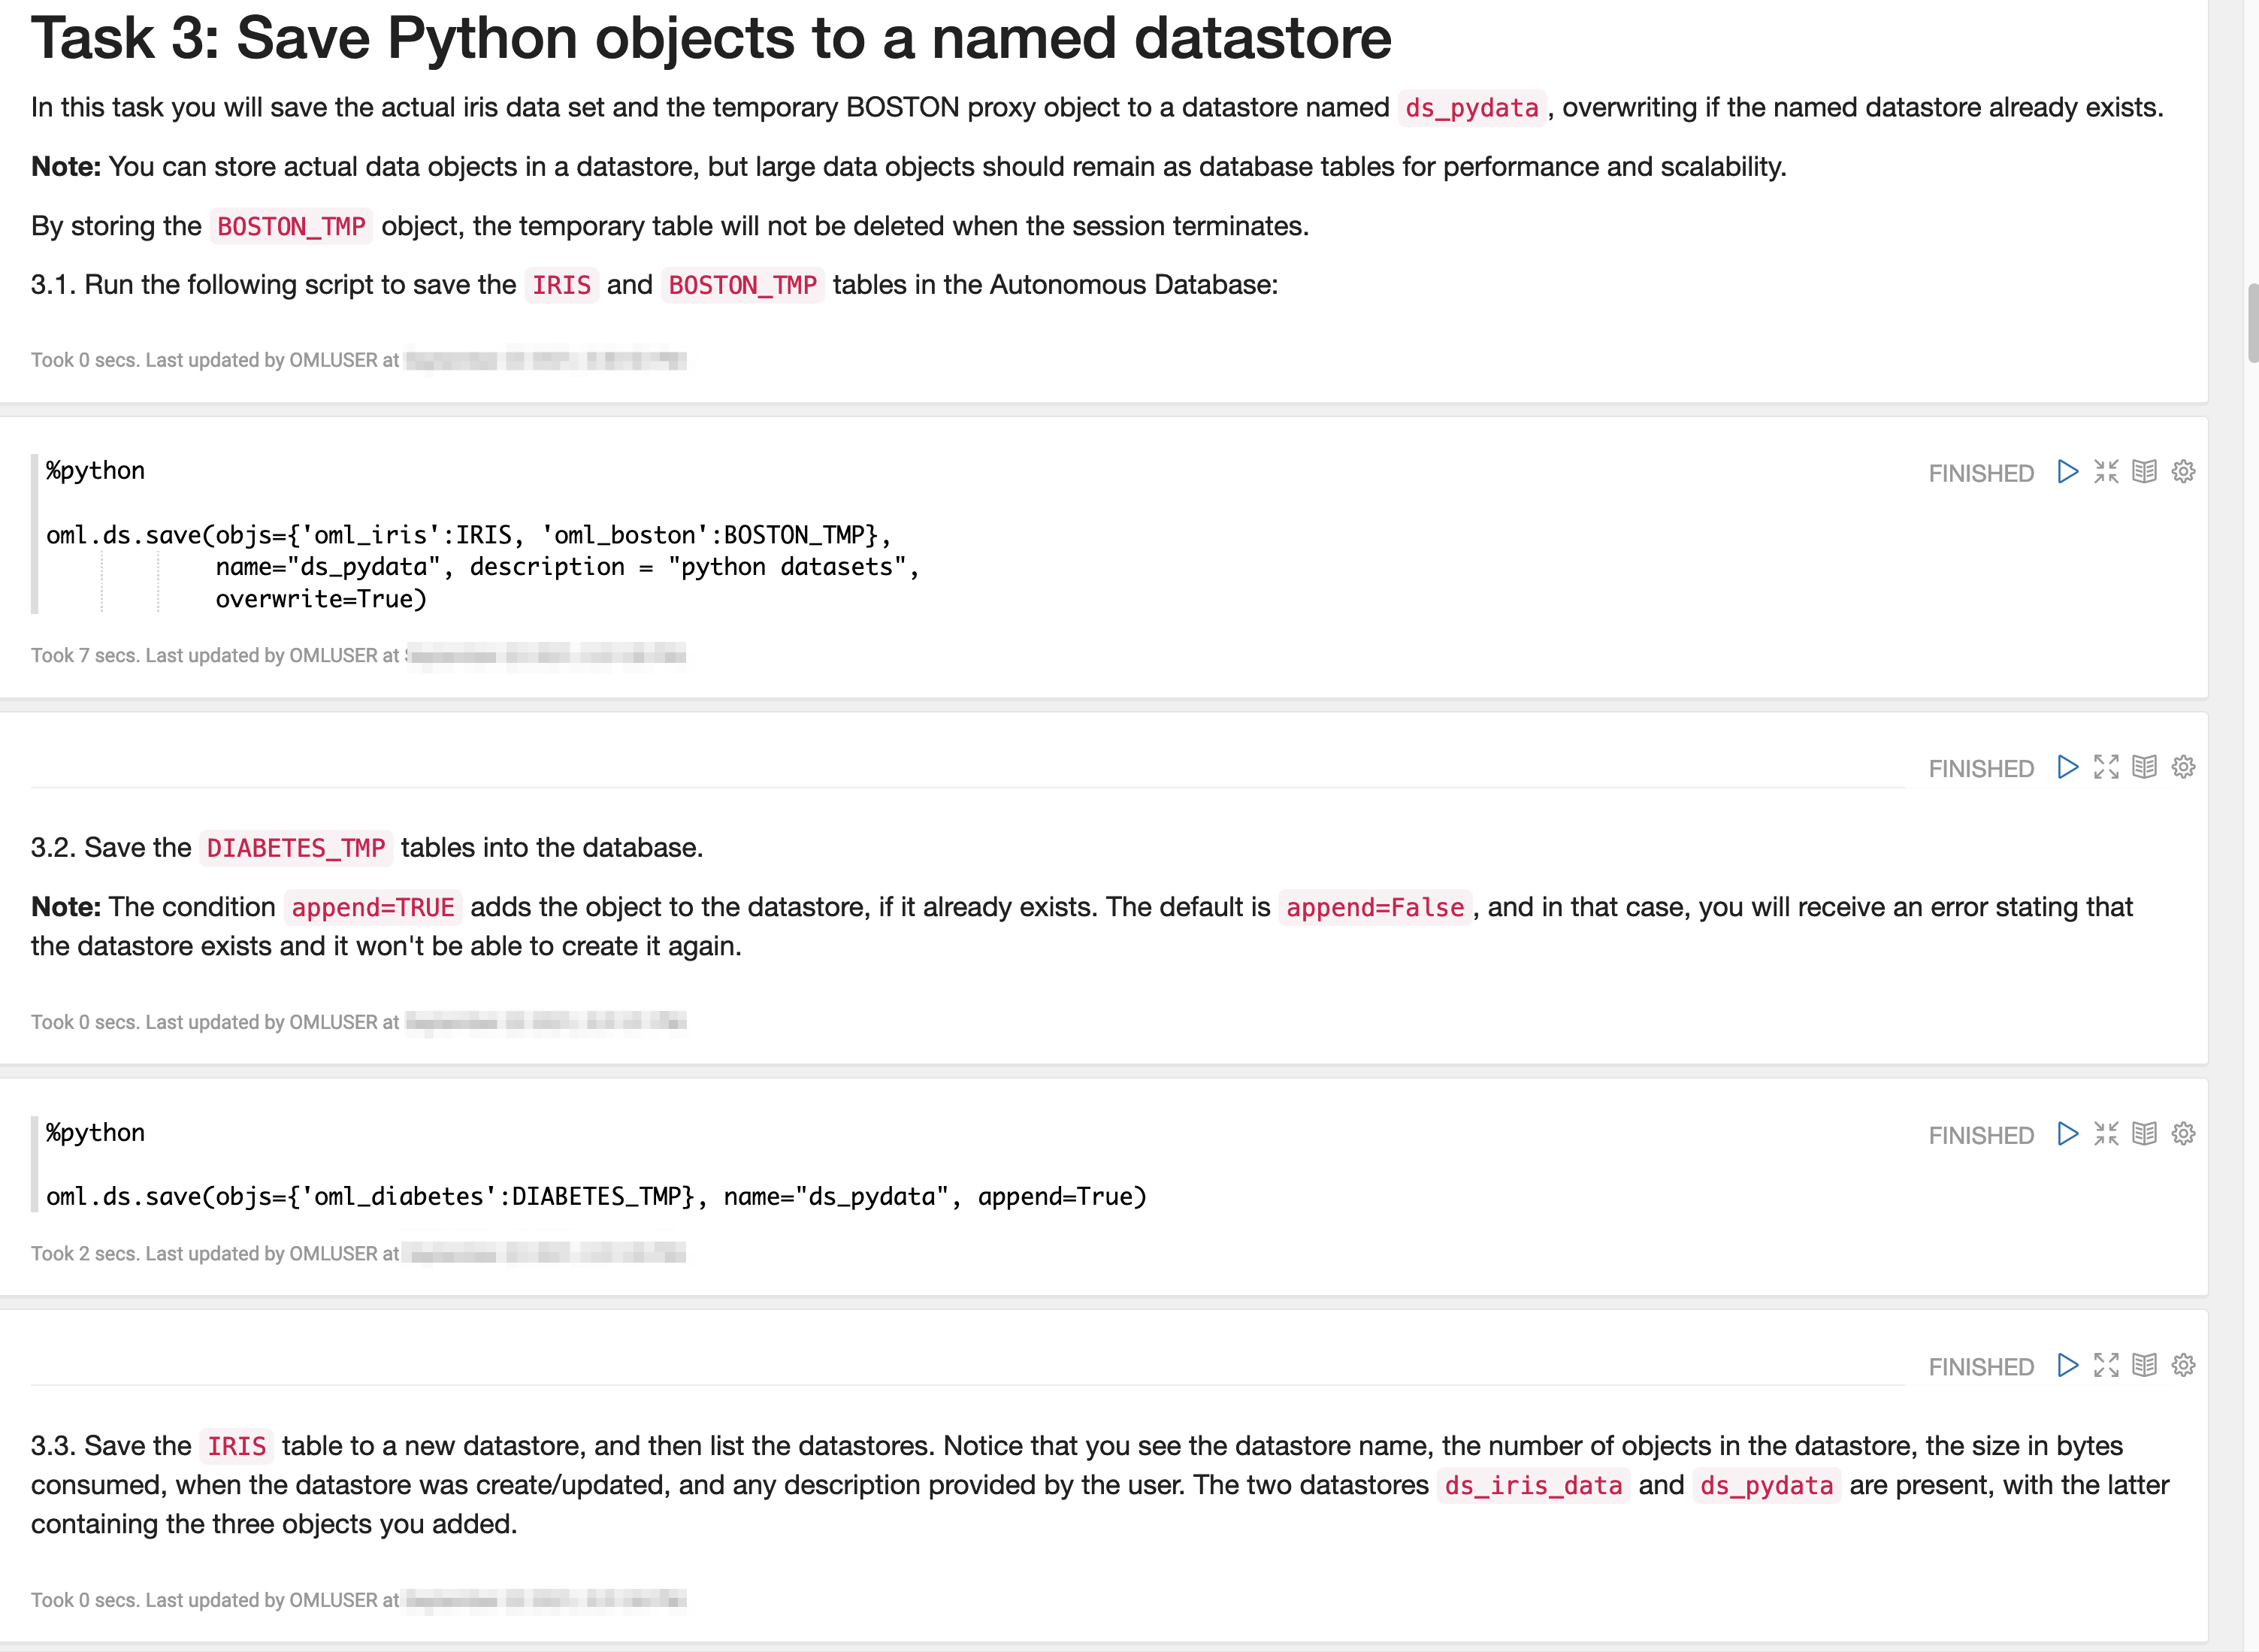 Task 3: Save Python objects to a named datastore
In this task you will save the actual iris data set and the temporary BOSTON proxy object to a datastore named ds_pydata, overwriting if the named datastore already exists.
Note: You can store actual data objects in a datastore, but large data objects should remain as database tables for performance and scalability.
By storing the BOSTON_TMP object, the temporary table will not be deleted when the session terminates.
3.1. Run the following script to save the IRIS and BOSTON_TMP tables in the Autonomous Database:
Took 0 secs. Last updated by OMLUSER at
%python
FINISHED
oml.ds.save(objs={'oml_iris':IRIS, 'oml_boston':BOSTON_TMP},
name="ds_pydata", description = "python datasets",
overwrite=True)
Took 7 secs. Last updated by OMLUSER at
FINISHED
3.2. Save the DIABETES_TMP tables into the database.
Note: The condition append=TRUE adds the object to the datastore, if it already exists. The default is append=False, and in that case, you will receive an error stating that
the datastore exists and it won't be able to create it again.
Took 0 secs. Last updated by OMLUSER at
%python
FINISHED
oml.ds.save(objs={'oml_diabetes':DIABETES_TMP}, name="ds_pydata", append=True)
Took 2 secs. Last updated by OMLUSER at
FINISHED
3.3. Save the IRIS table to a new datastore, and then list the datastores. Notice that you see the datastore name, the number of objects in the datastore, the size in bytes
consumed, when the datastore was create/updated, and any description provided by the user. The two datastores ds_iris_data and ds_pydata are present, with the latter
containing the three objects you added.
Took 0 secs. Last updated by OMLUSER at